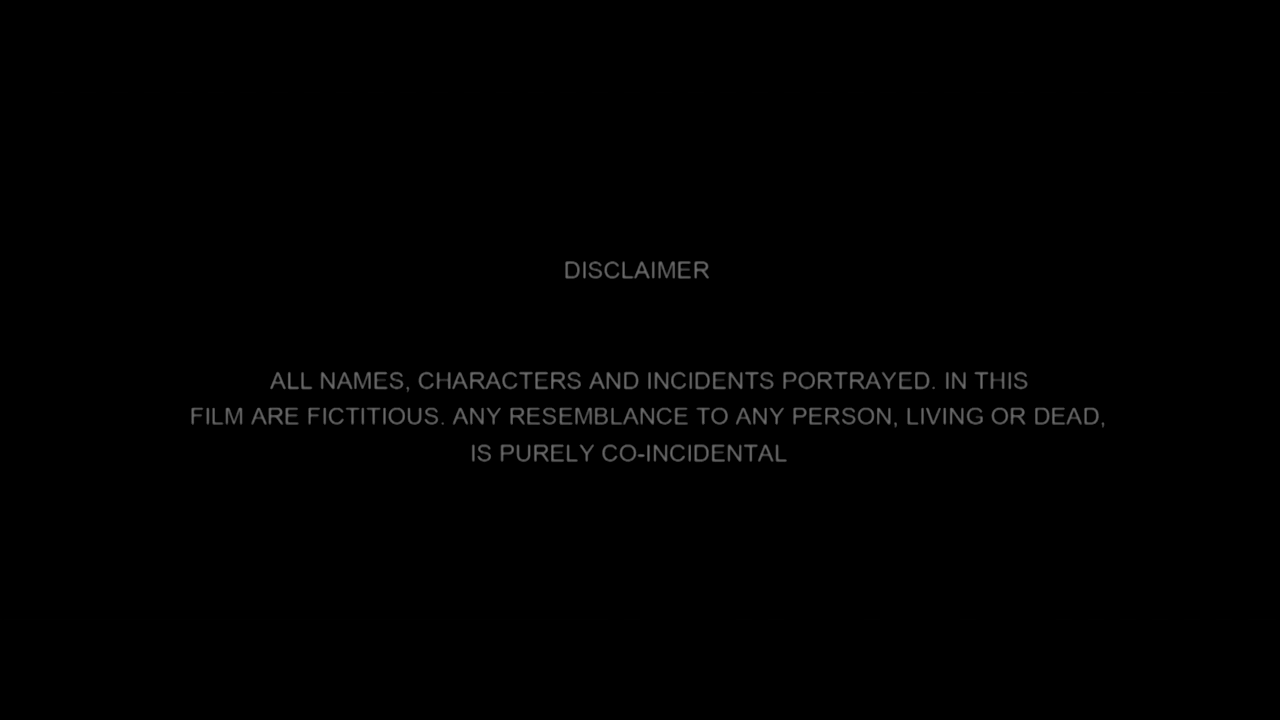 DISCLAIMER
ALL NAMES, CHARACTERS AND INCIDENTS PORTRAYED. IN THIS
FILM ARE FICTITIOUS. ANY RESEMBLANCE TO ANY PERSON, LIVING OR DEAD,
IS PURELY CO-INCIDENTAL